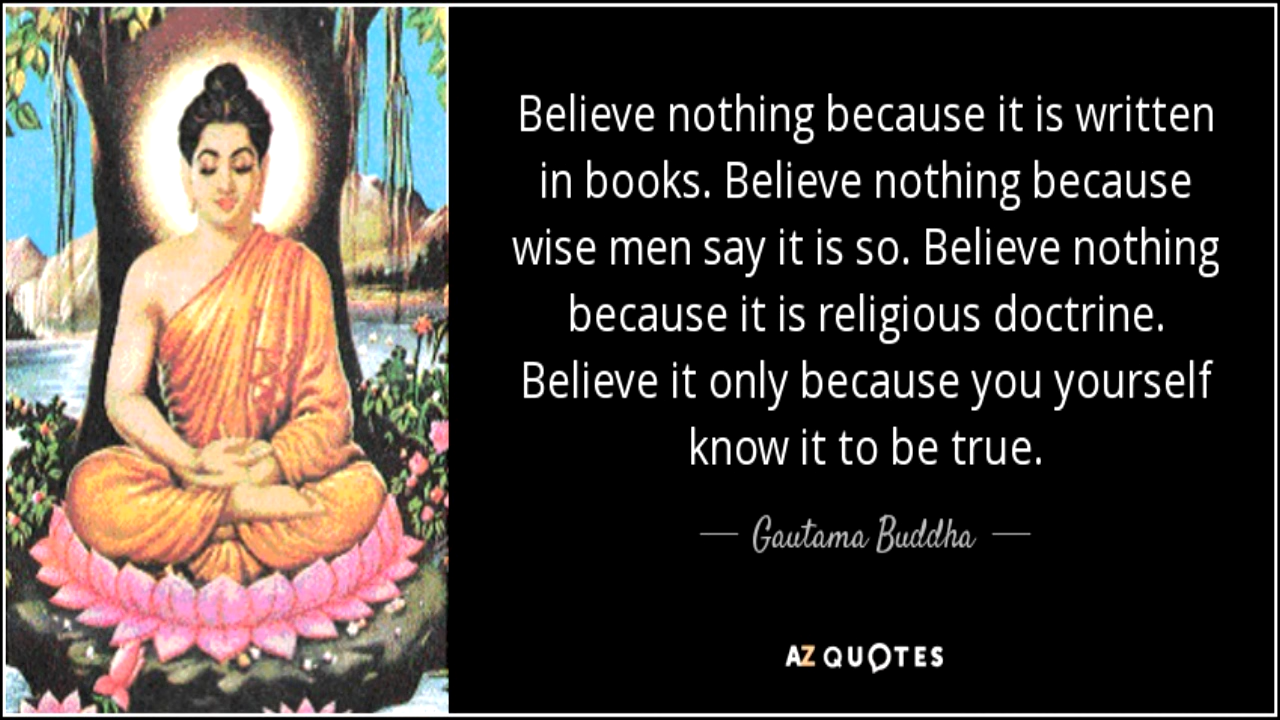 Believe nothing because it is written
in books. Believe nothing because
wise men say it is so. Believe nothing
because it is religious doctrine.
Believe it only because you yourself
know it to be true.
— Gautama Buddha —
AZ QUOTES